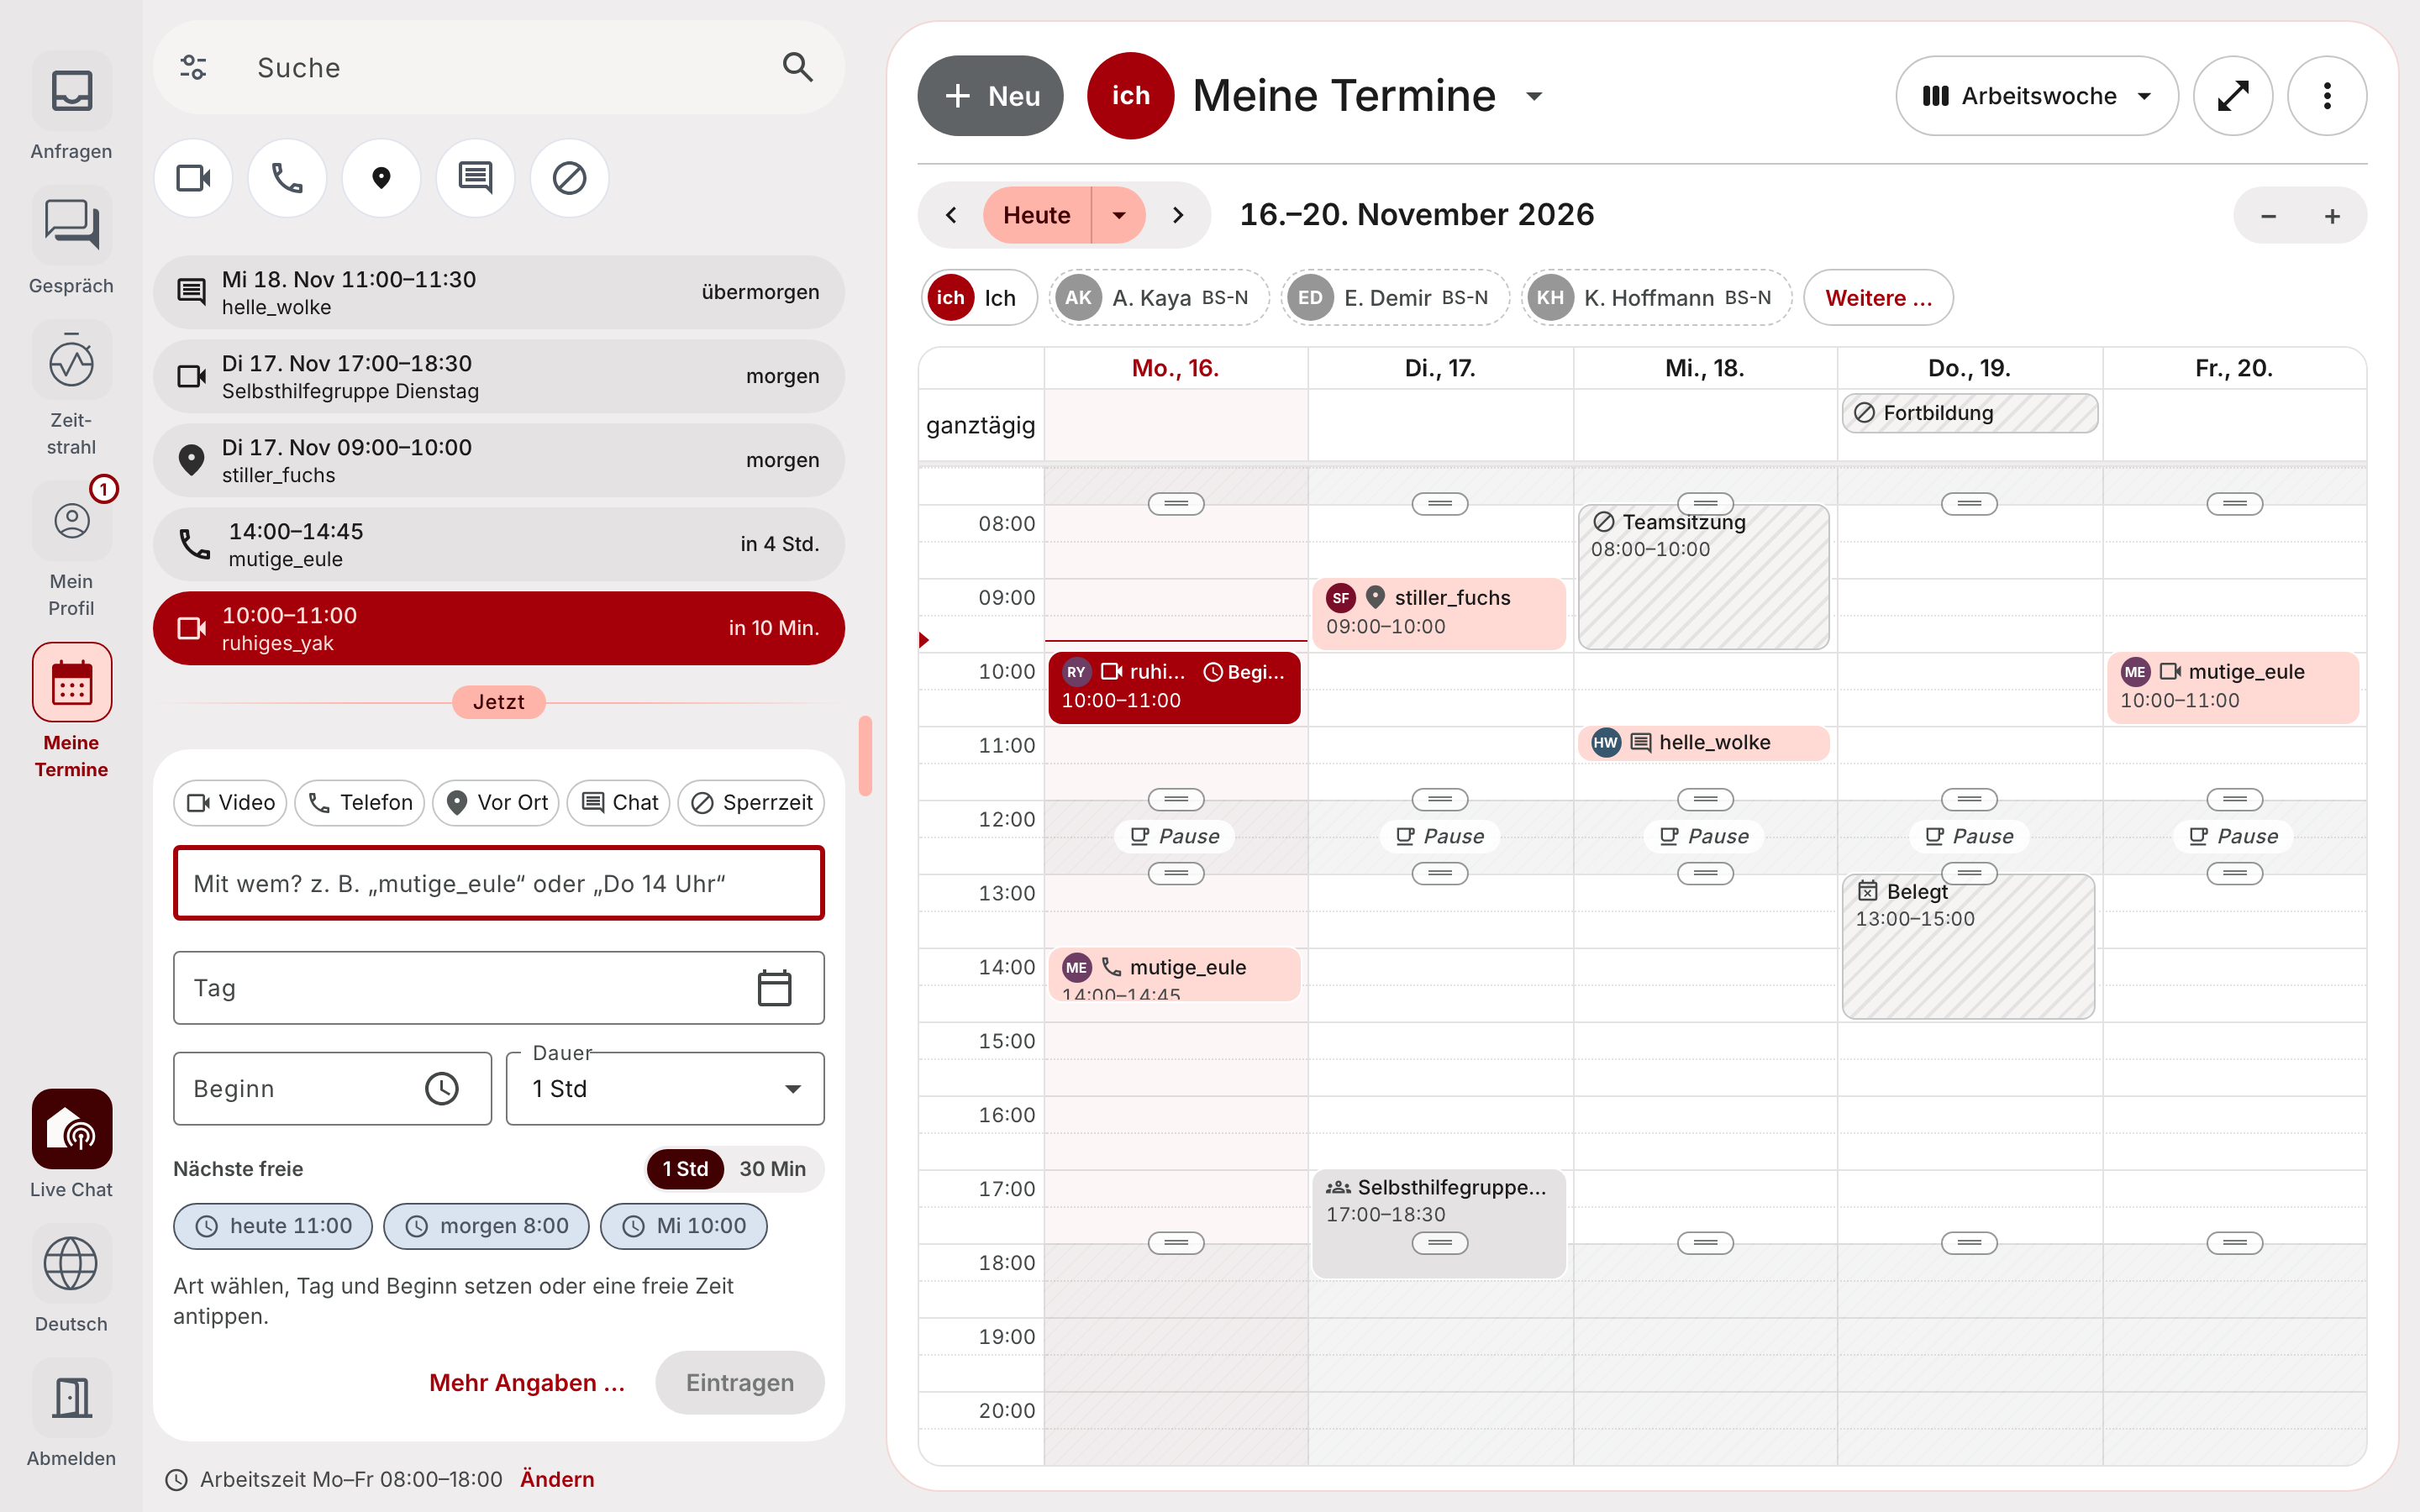 Anfragen
Gespräch
Zeit-
strahl
1
Mein
Profil
Meine
Termine
Live Chat
Deutsch
Abmelden
Suche
Mi 18. Nov 11:00–11:30
helle_wolke
übermorgen
Di 17. Nov 17:00–18:30
Selbsthilfegruppe Dienstag
morgen
Di 17. Nov 09:00–10:00
stiller_fuchs
morgen
14:00–14:45
mutige_eule
in 4 Std.
10:00–11:00
ruhiges_yak
in 10 Min.
Jetzt
Video
Telefon
Vor Ort
Chat
Sperrzeit
Mit wem? z. B. „mutige_eule“ oder „Do 14 Uhr“
Tag
Beginn
Dauer
1 Std
Nächste freie
1 Std
30 Min
heute 11:00
morgen 8:00
Mi 10:00
Art wählen, Tag und Beginn setzen oder eine freie Zeit
antippen.
Mehr Angaben ...
Eintragen
Arbeitszeit Mo–Fr 08:00–18:00 Ändern
+ Neu
ich
Meine Termine
Arbeitswoche
Heute
16.–20. November 2026
− +
ich Ich
AK A. Kaya BS-N
ED E. Demir BS-N
KH K. Hoffmann BS-N
Weitere ...
Mo., 16.
Di., 17.
Mi., 18.
Do., 19.
Fr., 20.
ganztägig
Fortbildung
08:00
Teamsitzung
08:00–10:00
09:00
SF stiller_fuchs
09:00–10:00
10:00
RY ruhi... Begi...
10:00–11:00
ME mutige_eule
10:00–11:00
11:00
HW helle_wolke
12:00
Pause
Pause
Pause
Pause
Pause
13:00
Belegt
13:00–15:00
14:00
ME mutige_eule
14:00–14:45
15:00
16:00
17:00
Selbsthilfegruppe...
17:00–18:30
18:00
19:00
20:00